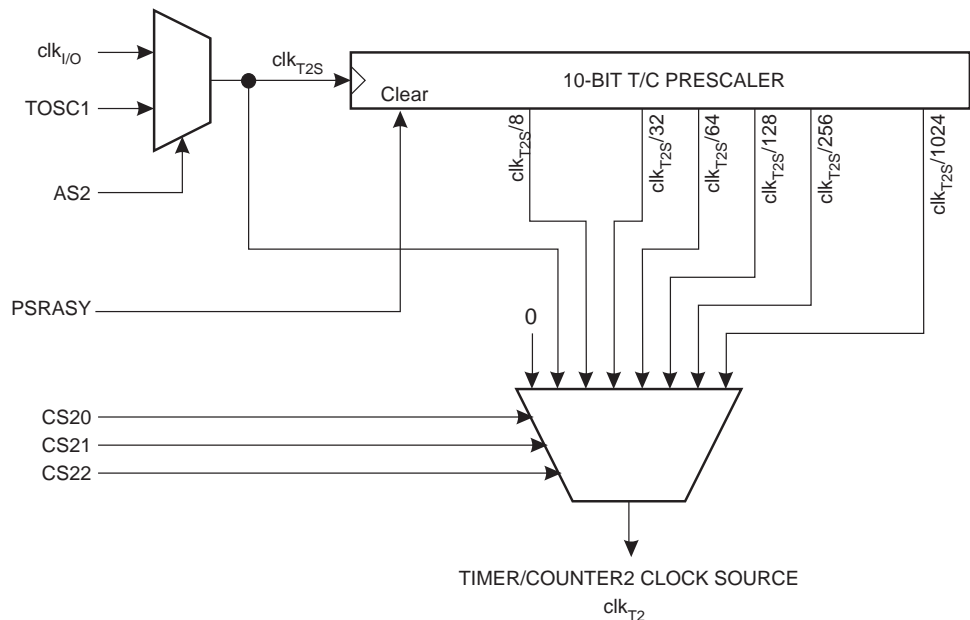 clkI/O
clkT2S
10-BIT T/C PRESCALER
TOSC1
Clear
clkT2S/8
clkT2S/32
clkT2S/64
clkT2S/128
clkT2S/256
clkT2S/1024
AS2
PSRASY
0
CS20
CS21
CS22
TIMER/COUNTER2 CLOCK SOURCE
clkT2